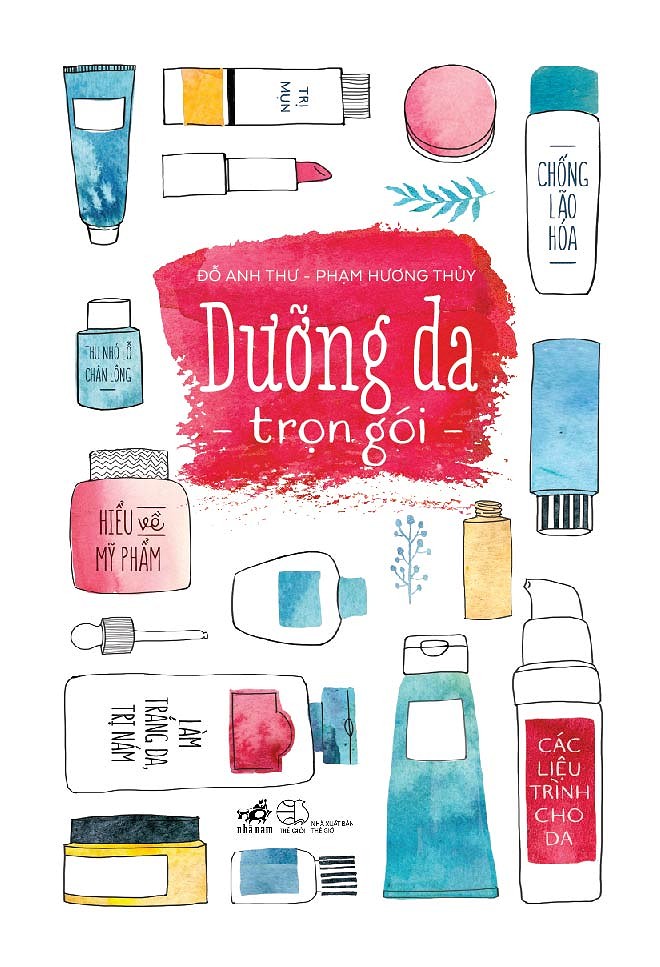 TRỊ
MỤN
CHỐNG
LÃO
HÓA
ĐỖ ANH THƯ - PHẠM HƯƠNG THỦY
Dưỡng da
- trọn gói -
THU NHỎ LỖ
CHÂN LÔNG
HIỂU về
MỸ PHẨM
LÀM
TRẮNG DA,
TRỊ NÁM
CÁC
LIỆU
TRÌNH
CHO
DA
nhã nam
THẾ GIỚI
NHÀ XUẤT BẢN
THẾ GIỚI